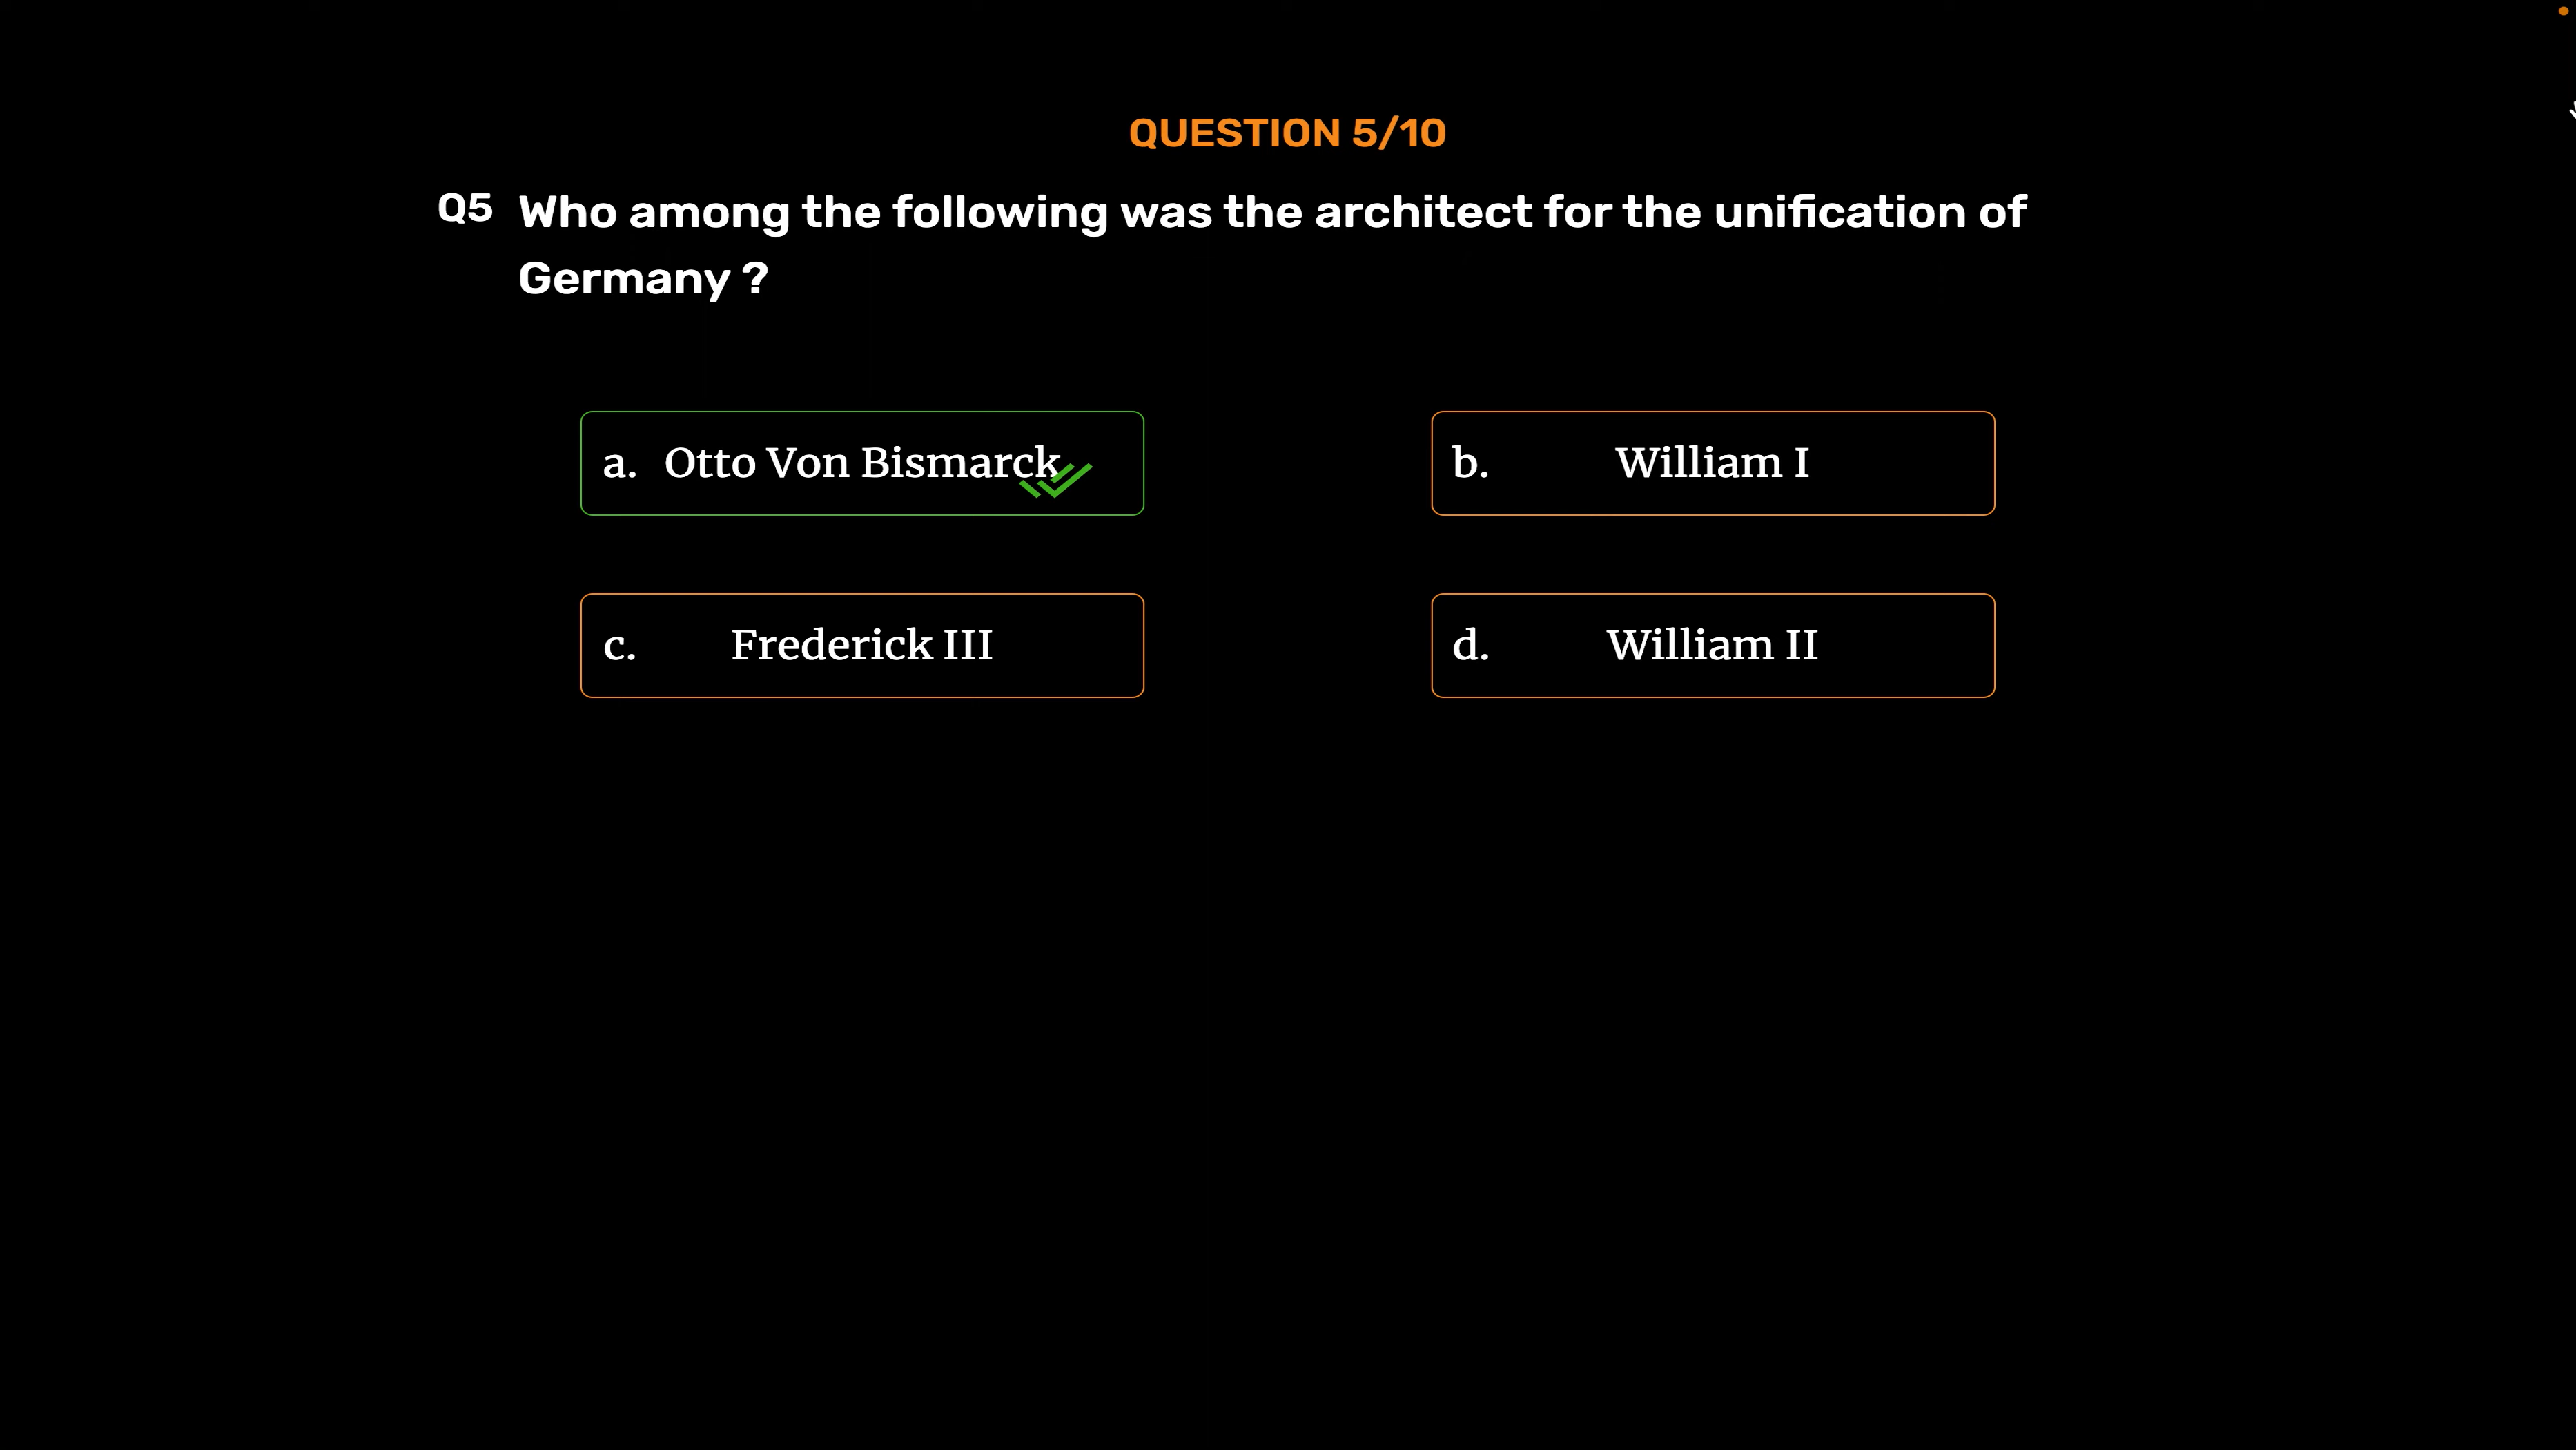 QUESTION 5/10
Q5 Who among the following was the architect for the unification of
Germany ?
a. Otto Von Bismarck
b. William I
c. Frederick III
d. William II